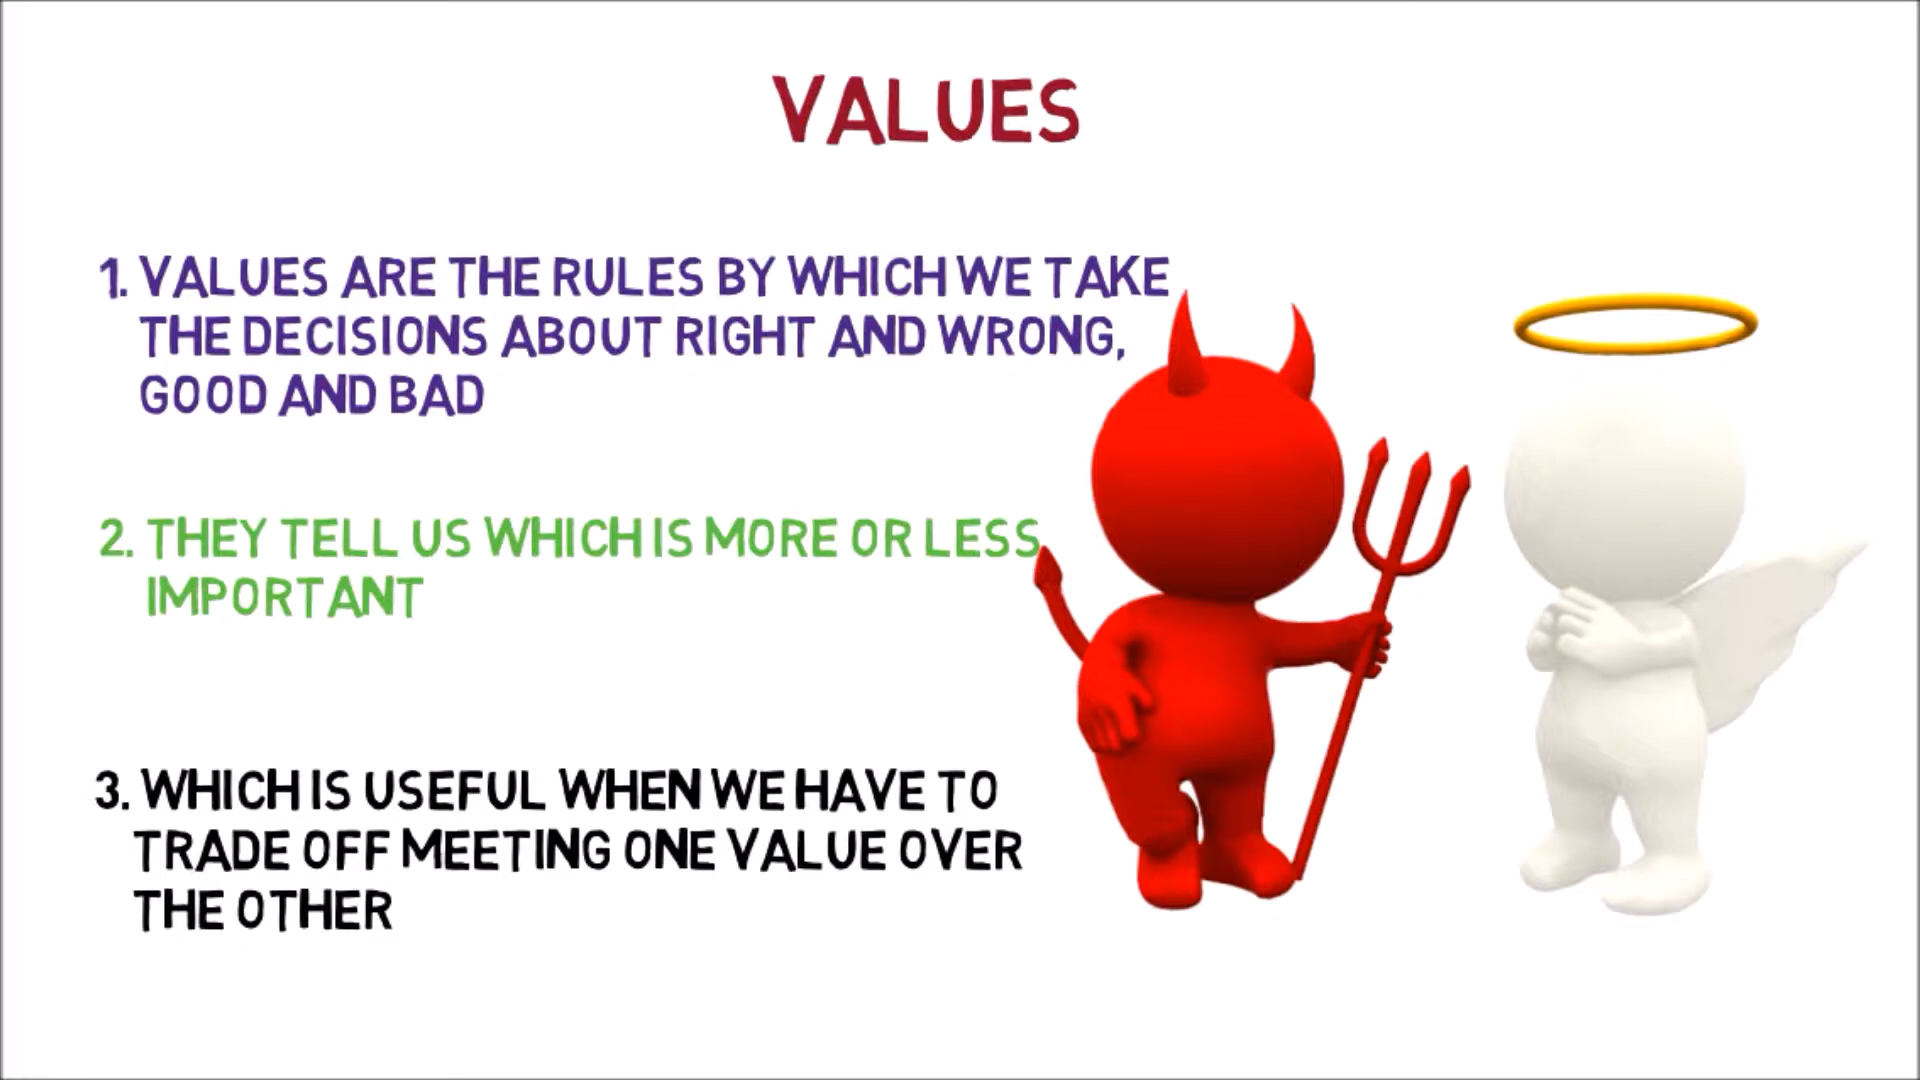 VALUES
1. VALUES ARE THE RULES BY WHICH WE TAKE
THE DECISIONS ABOUT RIGHT AND WRONG,
GOOD AND BAD
2. THEY TELL US WHICH IS MORE OR LESS
IMPORTANT
3. WHICH IS USEFUL WHEN WE HAVE TO
TRADE OFF MEETING ONE VALUE OVER
THE OTHER